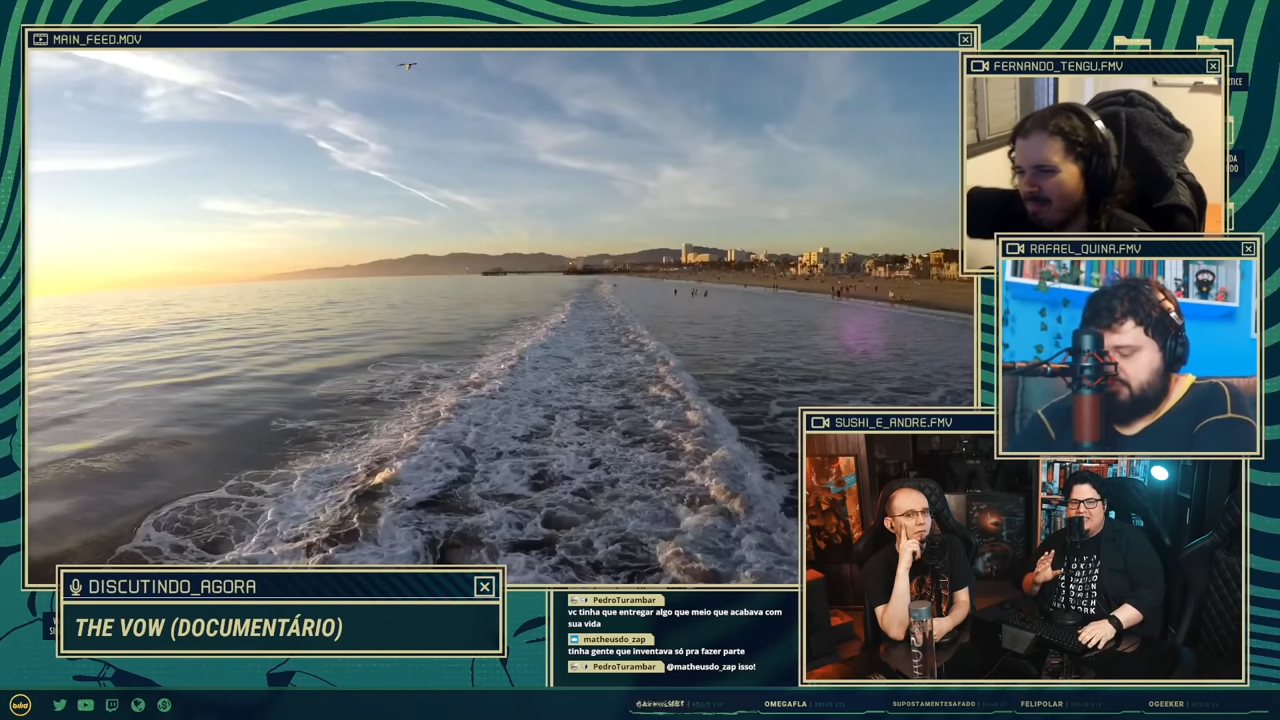 MAIN_FEED.MOV
FERNANDO_TENGU.FMV
RAFAEL_QUINA.FMV
SUSHI_E_ANDRE.FMV
DISCUTINDO_AGORA
THE VOW (DOCUMENTÁRIO)
PedroTurambar
vc tinha que entregar algo que meio que acabava com
sua vida
matheusdo_zap
tinha gente que inventava só pra fazer parte
PedroTurambar @matheusdo_zap isso!
OMEGAFLA
SUPOSTAMENTESAFADO
FELIPOLAR
OGEEKER